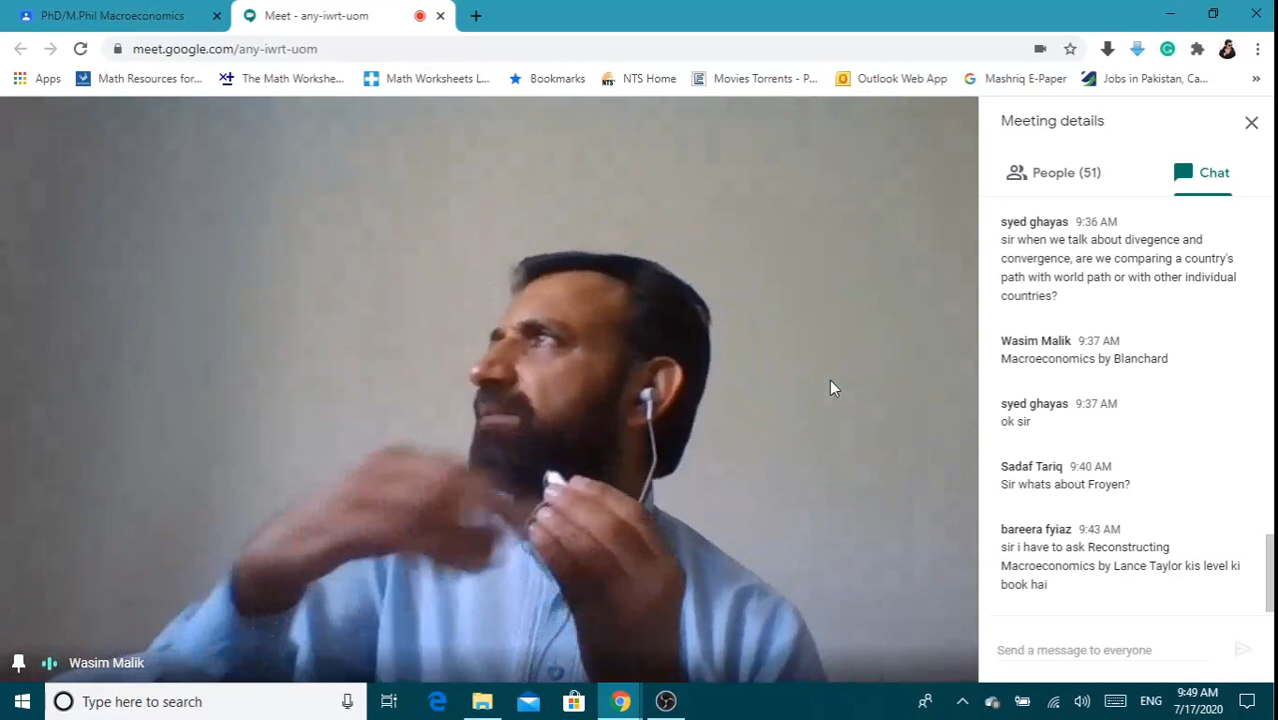 PhD/M.Phil Macroeconomics
Meet - any-iwrt-uom
meet.google.com/any-iwrt-uom
Apps
Math Resources for...
The Math Workshe...
Math Worksheets L...
Bookmarks
NTS Home
Movies Torrents - P...
Outlook Web App
Mashriq E-Paper
Jobs in Pakistan, Ca...
Meeting details
People (51)
Chat
syed ghayas 9:36 AM
sir when we talk about divegence and
convergence, are we comparing a country's
path with world path or with other individual
countries?
Wasim Malik 9:37 AM
Macroeconomics by Blanchard
syed ghayas 9:37 AM
ok sir
Sadaf Tariq 9:40 AM
Sir whats about Froyen?
bareera fyiaz 9:43 AM
sir i have to ask Reconstructing
Macroeconomics by Lance Taylor kis level ki
book hai
Send a message to everyone
Wasim Malik
Type here to search
ENG
9:49 AM
7/17/2020